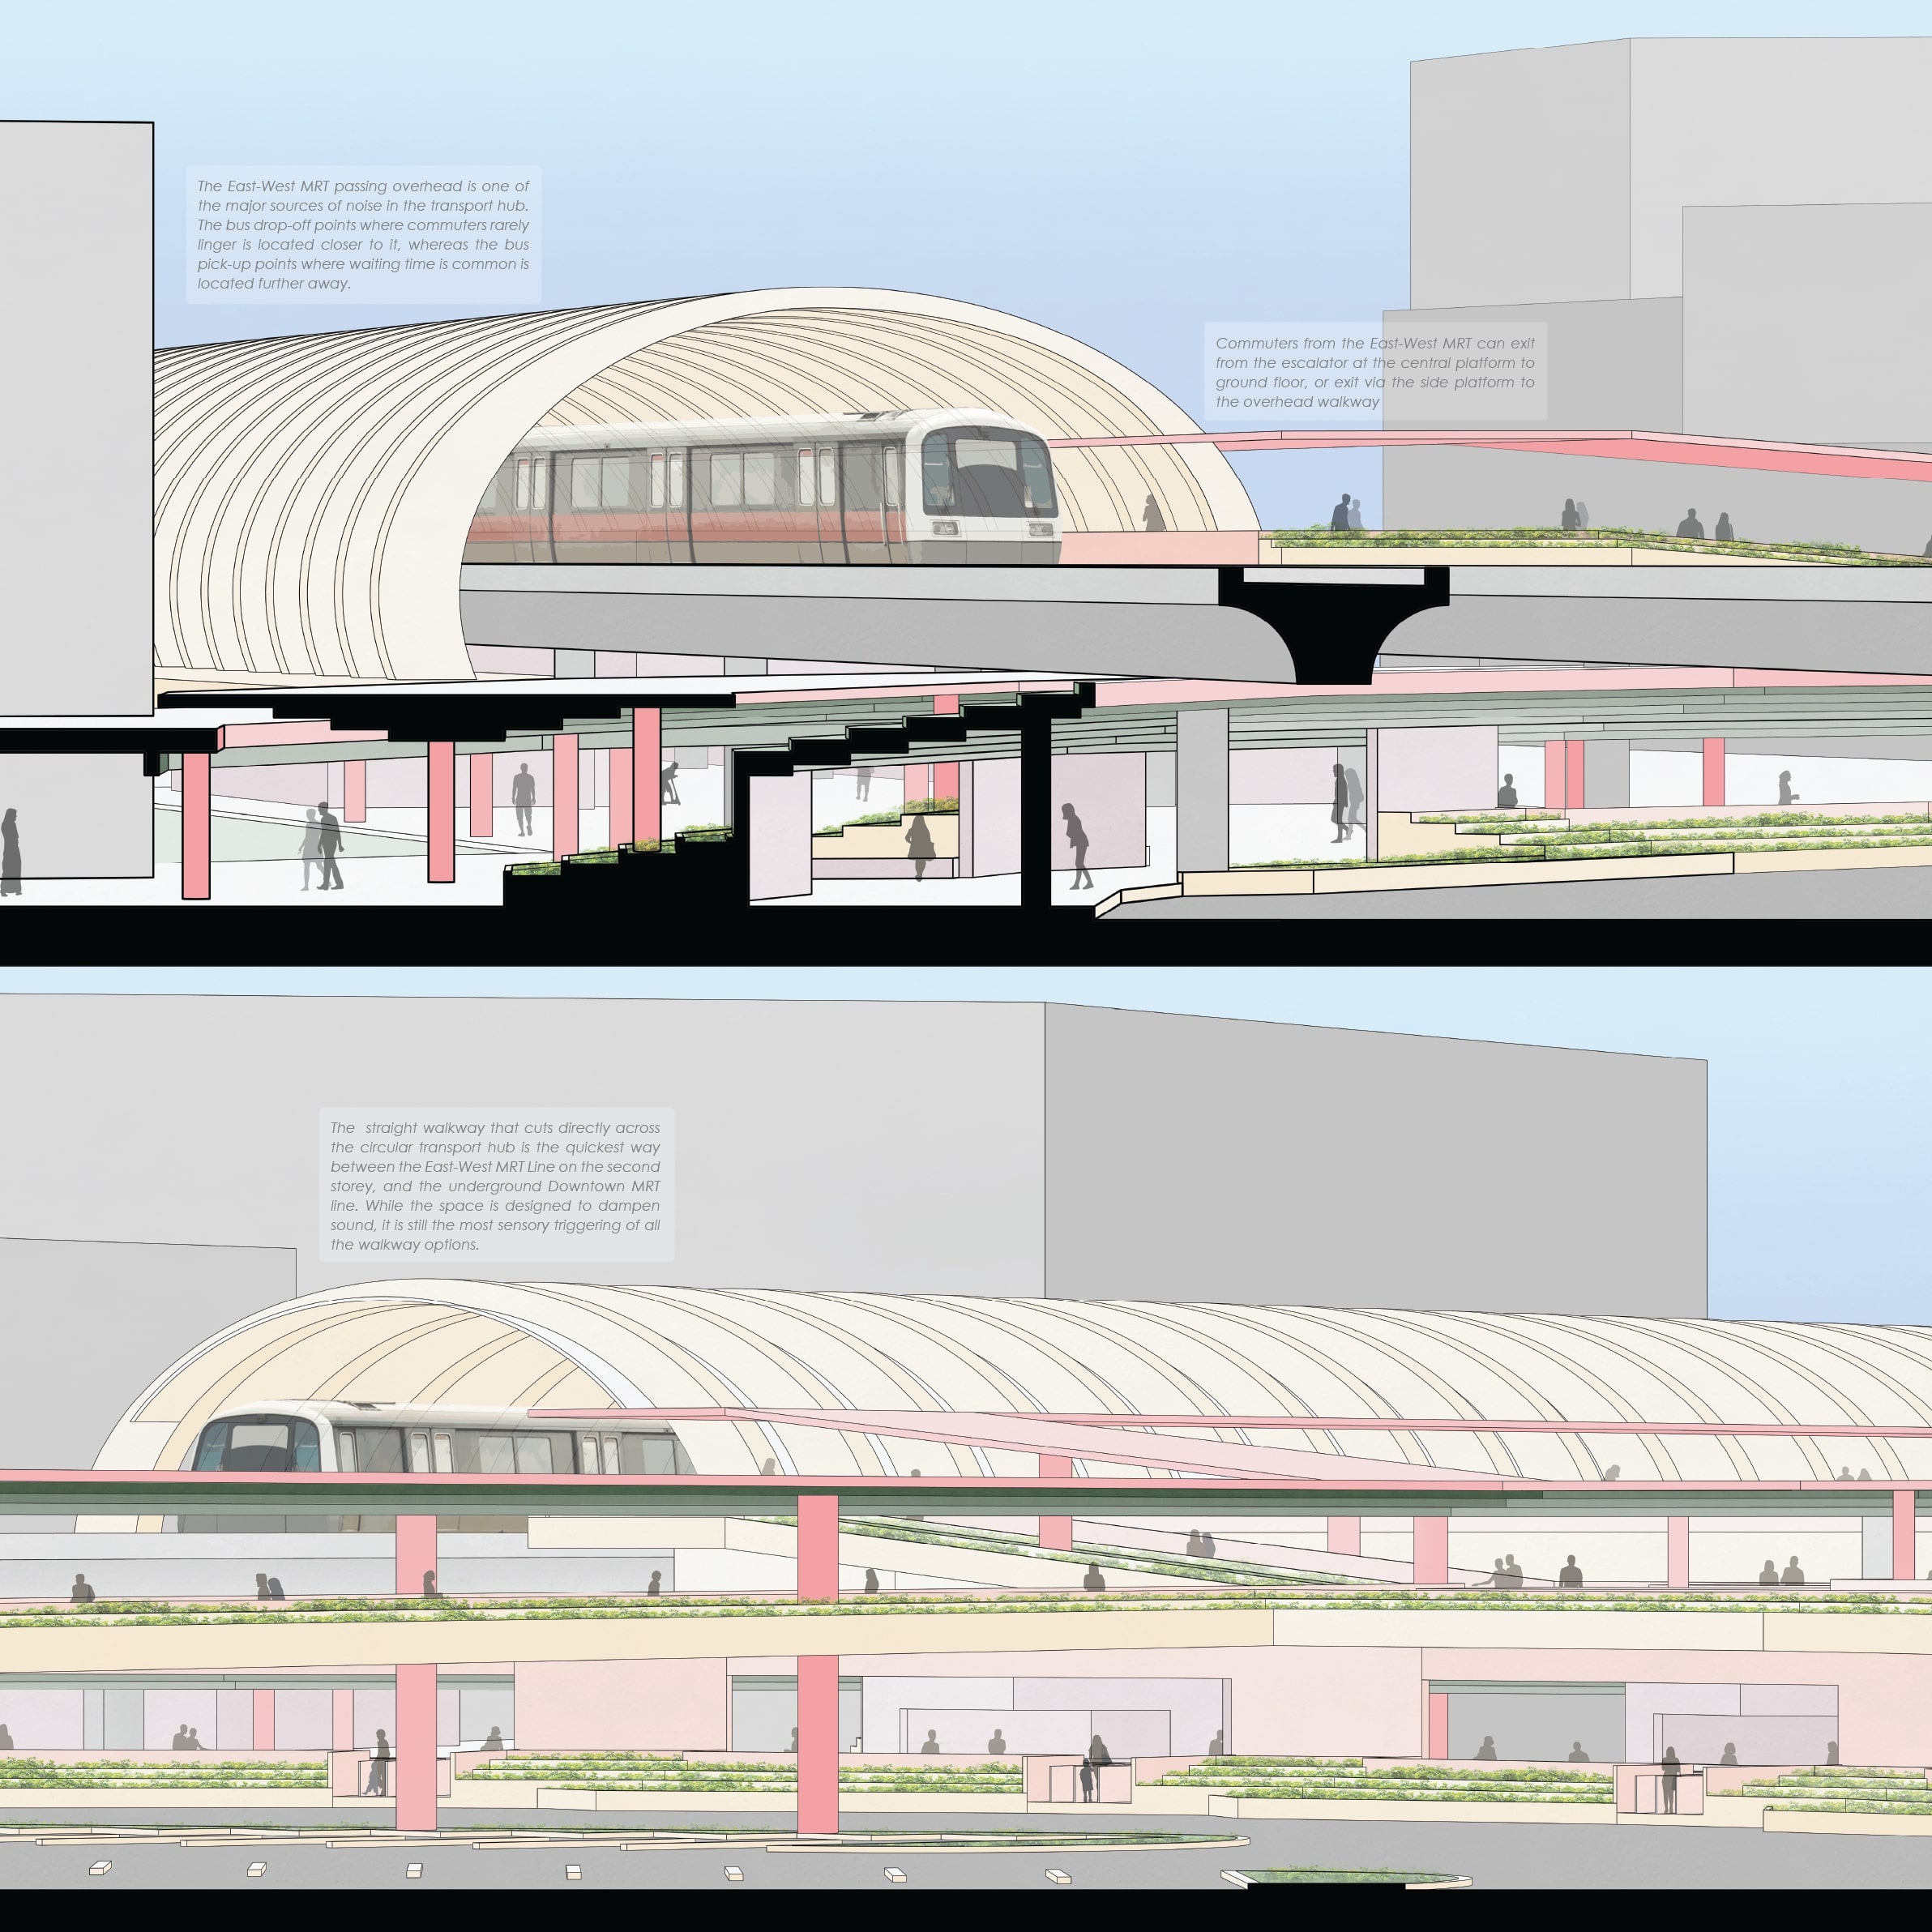 The East-West MRT passing overhead is one of
the major sources of noise in the transport hub.
The bus drop-off points where commuters rarely
linger is located closer to it, whereas the bus
pick-up points where waiting time is common is
located further away.
Commuters from the East-West MRT can exit
from the escalator at the central platform to
ground floor, or exit via the side platform to
the overhead walkway
The straight walkway that cuts directly across
the circular transport hub is the quickest way
between the East-West MRT Line on the second
storey, and the underground Downtown MRT
line. While the space is designed to dampen
sound, it is still the most sensory triggering of all
the walkway options.